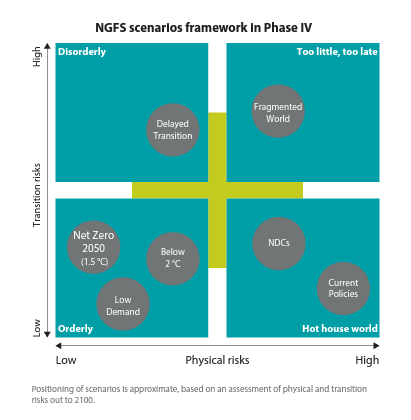 NGFS scenarios framework in Phase IV
High
Transition risks
Low
Disorderly
Too little, too late
Delayed
Transition
Fragmented
World
Net Zero
2050
(1.5 °C)
Below
2 °C
Low
Demand
Orderly
NDCs
Current
Policies
Hot house world
Low
Physical risks
High
Positioning of scenarios is approximate, based on an assessment of physical and transition
risks out to 2100.